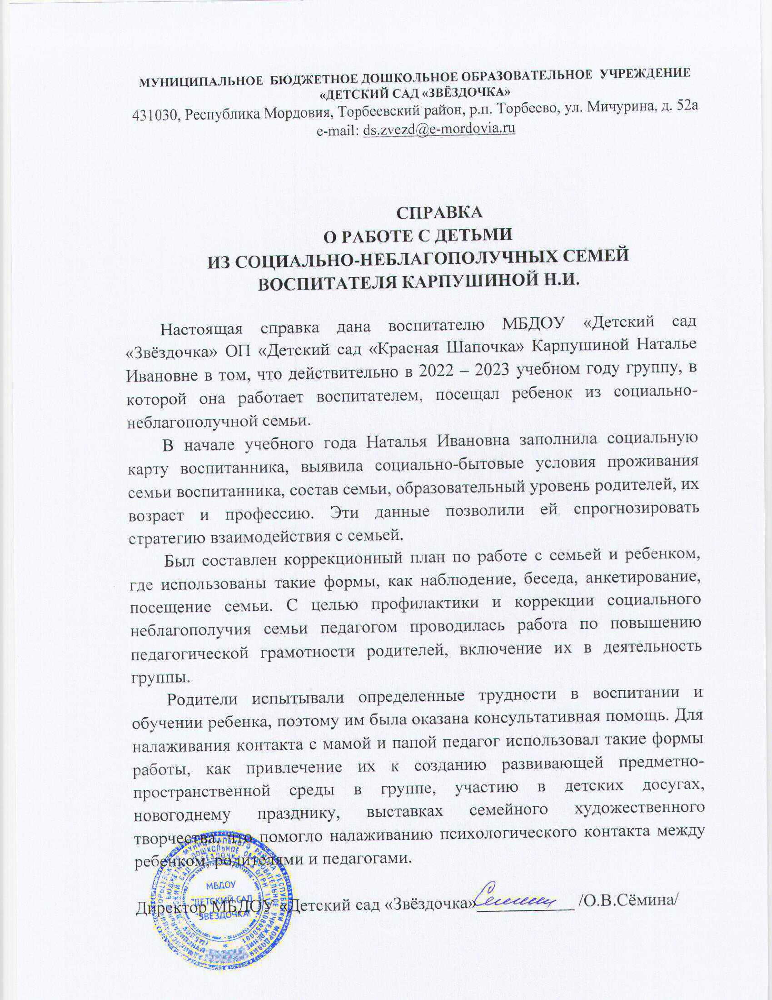 МУНИЦИПАЛЬНОЕ БЮДЖЕТНОЕ ДОШКОЛЬНОЕ ОБРАЗОВАТЕЛЬНОЕ УЧРЕЖДЕНИЕ
«ДЕТСКИЙ САД «ЗВЁЗДОЧКА»
431030, Республика Мордовия, Торбеевский район, р.п. Торбеево, ул. Мичурина, д. 52а
e-mail: ds.zvezd@e-mordovia.ru
СПРАВКА
О РАБОТЕ С ДЕТЬМИ
ИЗ СОЦИАЛЬНО-НЕБЛАГОПОЛУЧНЫХ СЕМЕЙ
ВОСПИТАТЕЛЯ КАРПУШИНОЙ Н.И.
Настоящая справка дана воспитателю МБДОУ «Детский сад
«Звёздочка» ОП «Детский сад «Красная Шапочка» Карпушиной Наталье
Ивановне в том, что действительно в 2022 – 2023 учебном году группу, в
которой она работает воспитателем, посещал ребенок из социально-
неблагополучной семьи.
В начале учебного года Наталья Ивановна заполнила социальную
карту воспитанника, выявила социально-бытовые условия проживания
семьи воспитанника, состав семьи, образовательный уровень родителей, их
возраст и профессию. Эти данные позволили ей спрогнозировать
стратегию взаимодействия с семьей.
Был составлен коррекционный план по работе с семьей и ребенком,
где использованы такие формы, как наблюдение, беседа, анкетирование,
посещение семьи. С целью профилактики и коррекции социального
неблагополучия семьи педагогом проводилась работа по повышению
педагогической грамотности родителей, включение их в деятельность
группы.
Родители испытывали определенные трудности в воспитании и
обучении ребенка, поэтому им была оказана консультативная помощь. Для
налаживания контакта с мамой и папой педагог использовал такие формы
работы, как привлечение их к созданию развивающей предметно-
пространственной среды в группе, участию в детских досугах,
новогоднему празднику, выставках семейного художественного
творчества, что помогло налаживанию психологического контакта между
ребенком, родителями и педагогами.
Директор МБДОУ «Детский сад «Звёздочка» /О.В.Сёмина/
МБДОУ
"ДЕТСКИЙ САД
"ЗВЁЗДОЧКА"